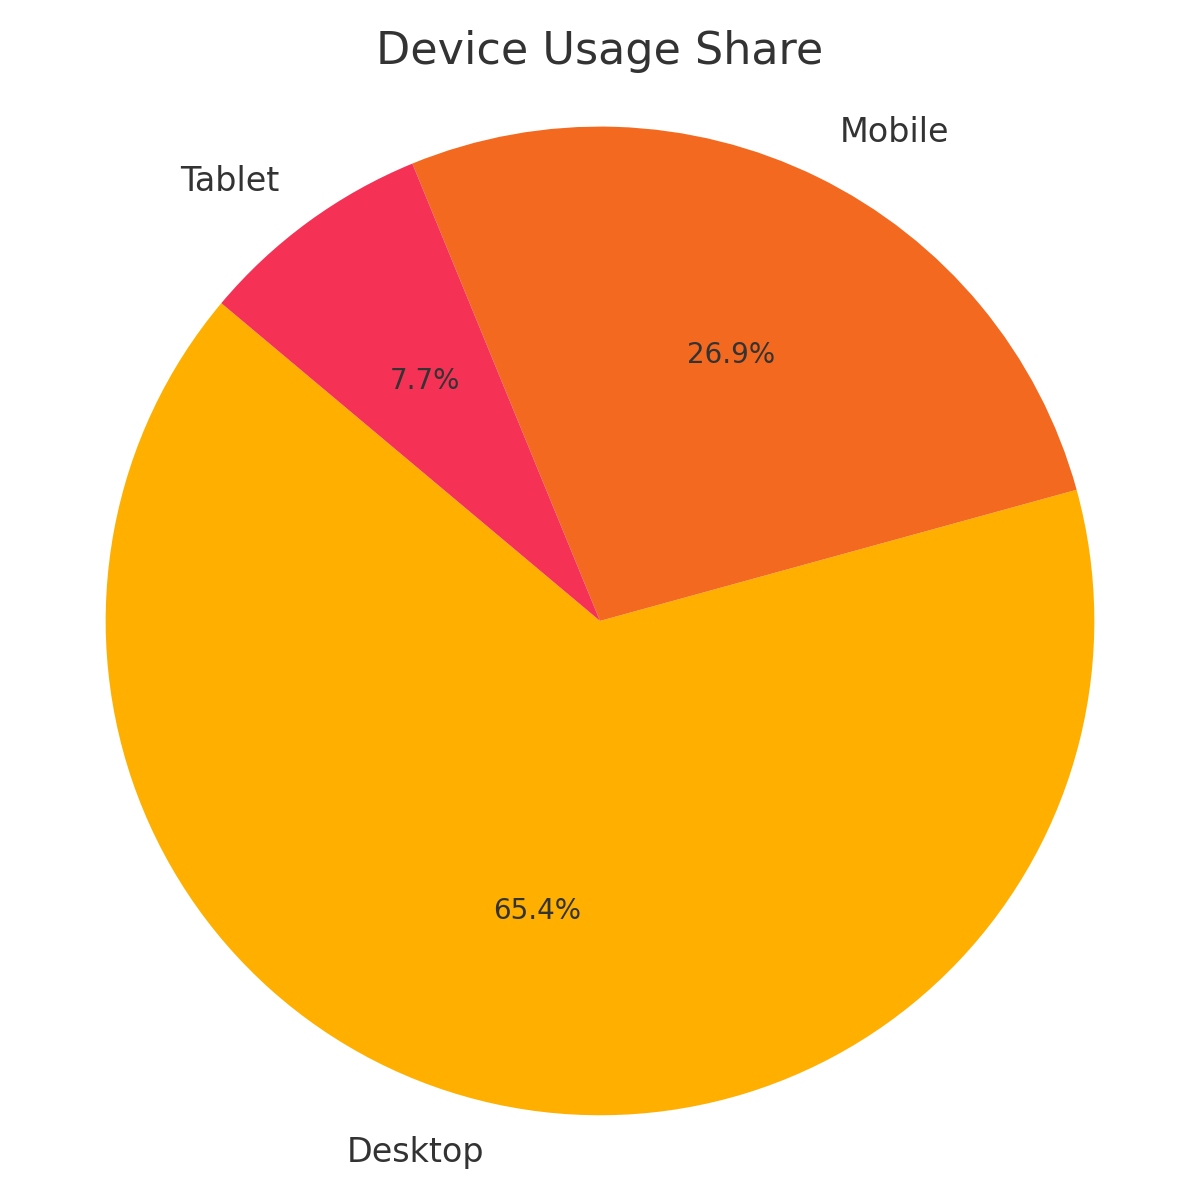 Device Usage Share
Mobile
Tablet
26.9%
7.7%
65.4%
Desktop